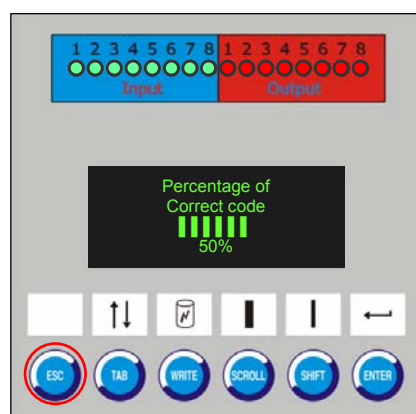 1 2 3 4 5 6 7 8 1 2 3 4 5 6 7 8
Input Output
Percentage of
Correct code
50%
ESC TAB WRITE SCROLL SHIFT ENTER